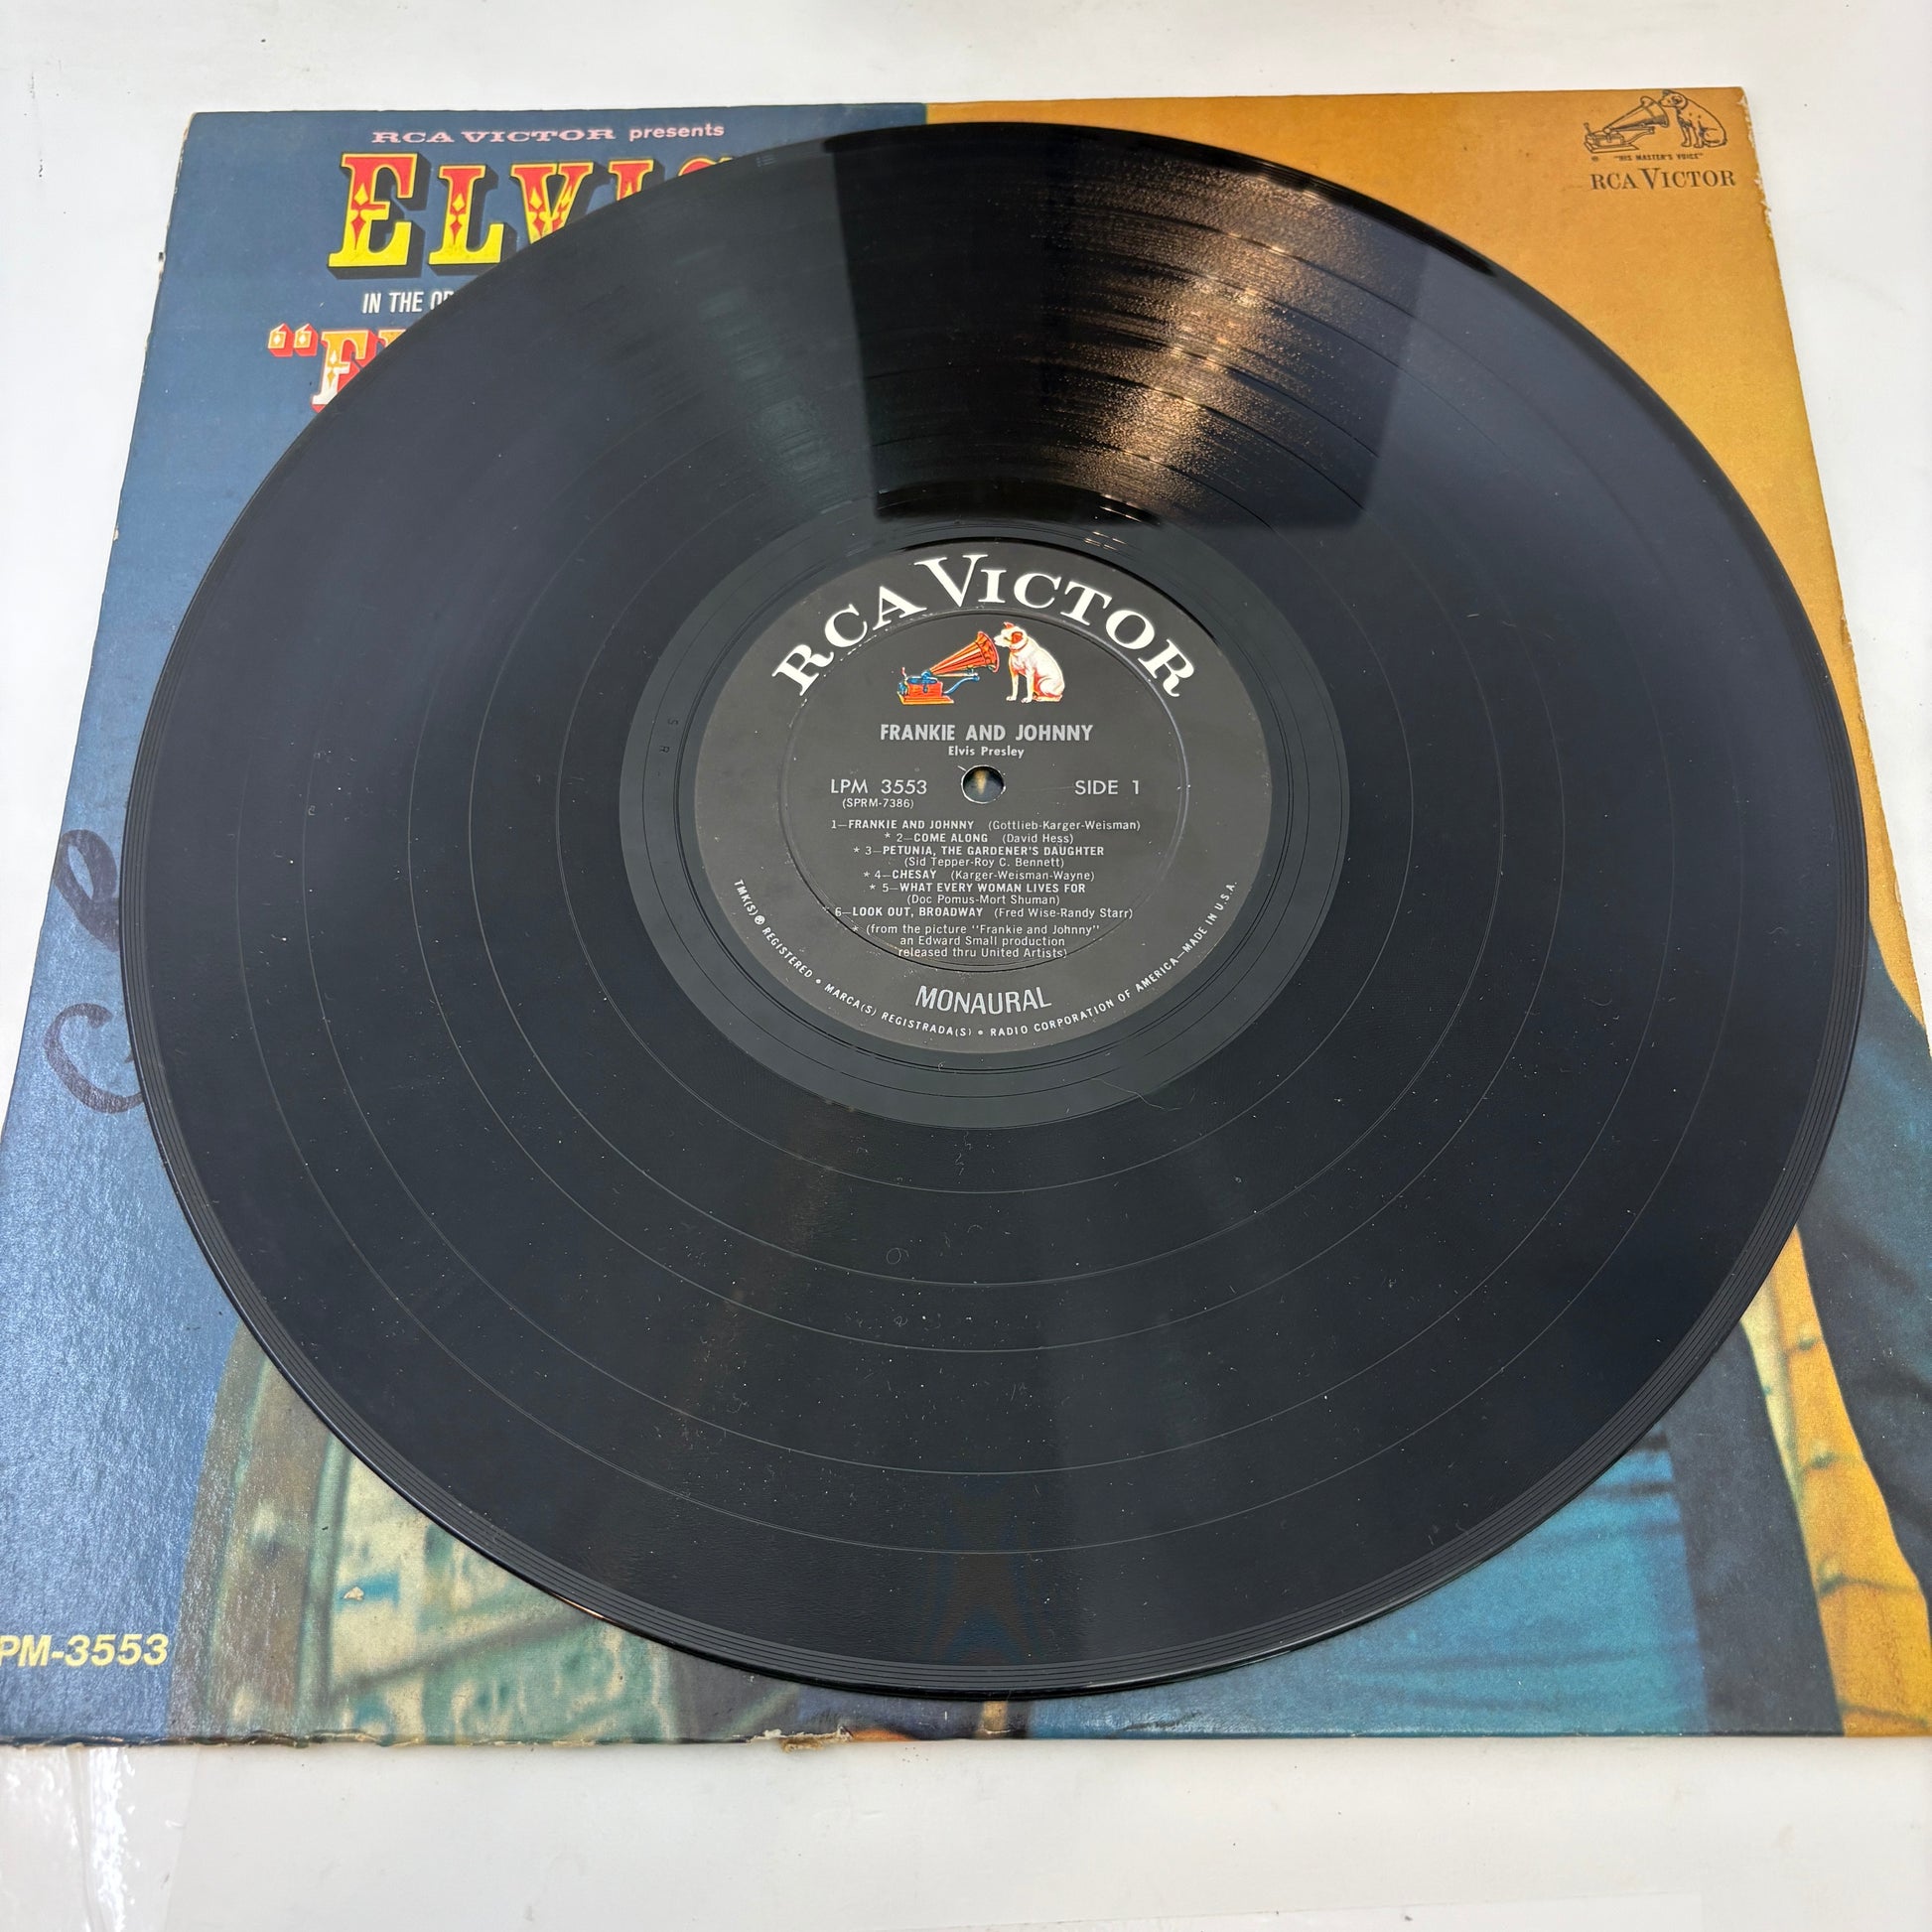 RCA VICTOR presents
ELVIS
IN THE
"HIS MASTER'S VOICE"
RCA VICTOR
RCA VICTOR
FRANKIE AND JOHNNY
Elvis Presley
LPM 3553 SIDE 1
(SPRM-7386)
1—FRANKIE AND JOHNNY (Gottlieb-Karger-Weisman)
* 2—COME ALONG (David Hess)
* 3—PETUNIA, THE GARDENER'S DAUGHTER
(Sid Tepper-Roy C. Bennett)
* 4—CHESAY (Karger-Weisman-Wayne)
* 5—WHAT EVERY WOMAN LIVES FOR
(Doc Pomus-Mort Shuman)
6—LOOK OUT, BROADWAY (Fred Wise-Randy Starr)
* (from the picture "Frankie and Johnny"
an Edward Small production
released thru United Artists)
MONAURAL
TMK(S) ® REGISTERED • MARCA(S) REGISTRADA(S) • RADIO CORPORATION OF AMERICA—MADE IN U.S.A.
PM-3553